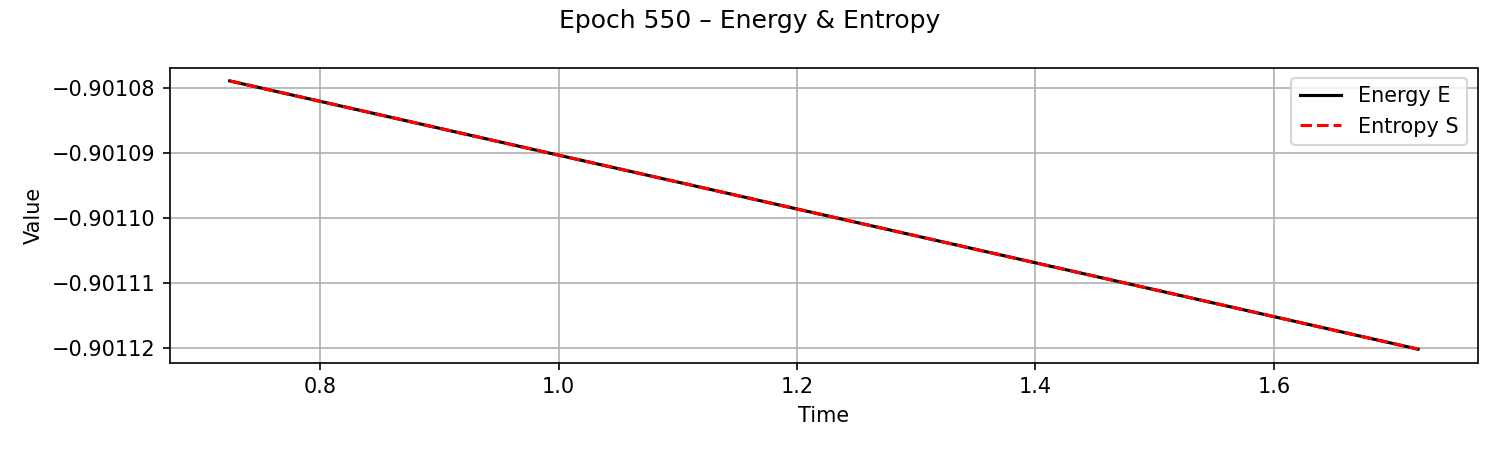 Epoch 550 – Energy & Entropy
Energy E
Entropy S
Value
−0.90108
−0.90109
−0.90110
−0.90111
−0.90112
0.8
1.0
1.2
1.4
1.6
Time